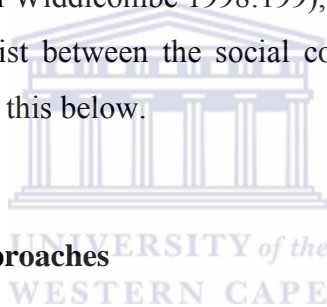 Widdicombe 1998:199),
ist between the social co
this below.
proaches
UNIVERSITY of the
WESTERN CAPE